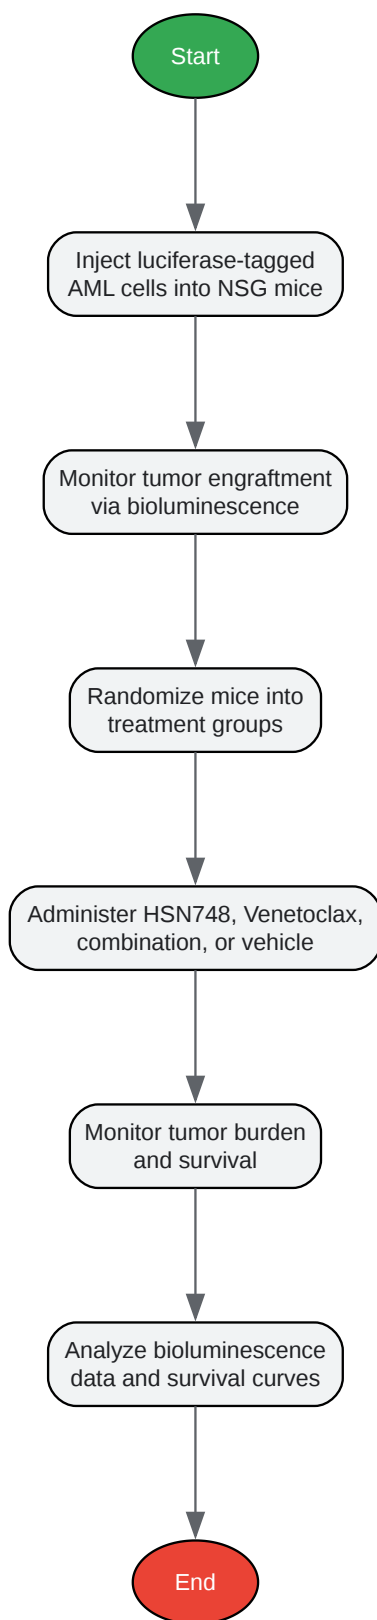 Start
Inject luciferase-tagged
AML cells into NSG mice
Monitor tumor engraftment
via bioluminescence
Randomize mice into
treatment groups
Administer HSN748, Venetoclax,
combination, or vehicle
Monitor tumor burden
and survival
Analyze bioluminescence
data and survival curves
End